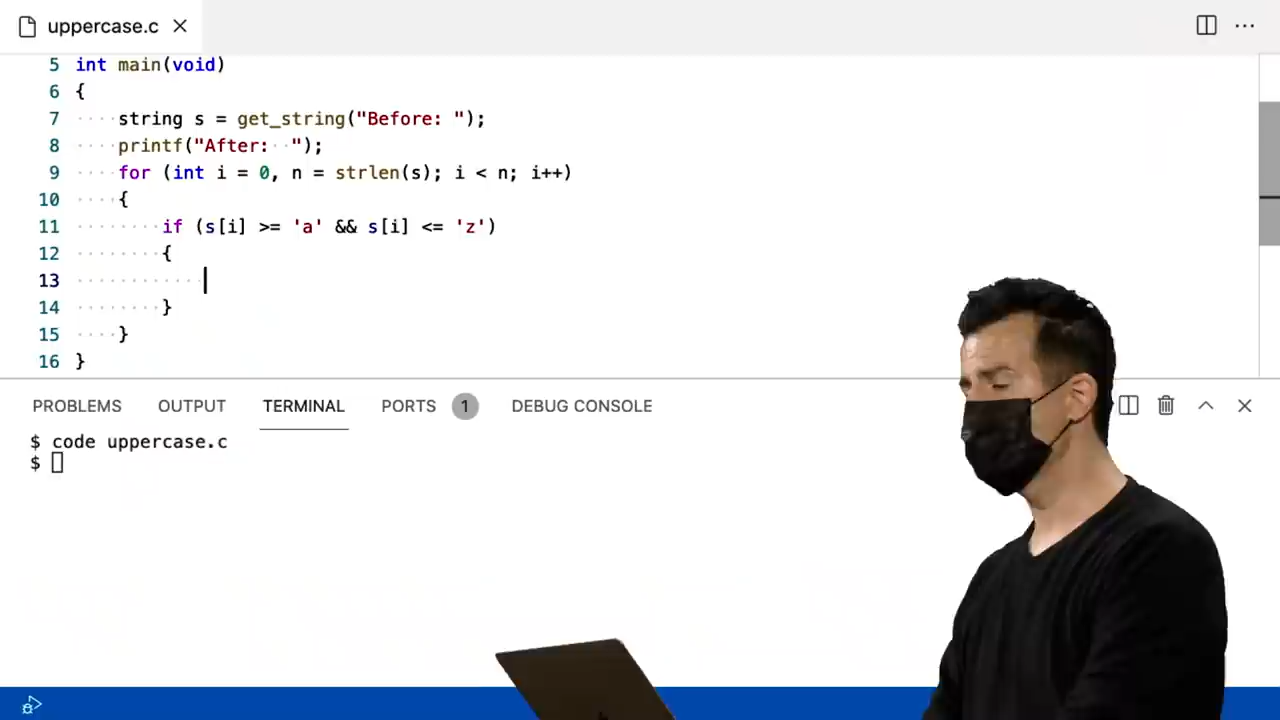 uppercase.c
5 int main(void)
6 {
7 string s = get_string("Before: ");
8 printf("After:  ");
9 for (int i = 0, n = strlen(s); i < n; i++)
10 {
11 if (s[i] >= 'a' && s[i] <= 'z')
12 {
13
14 }
15 }
16 }
PROBLEMS OUTPUT TERMINAL PORTS 1 DEBUG CONSOLE
$ code uppercase.c
$